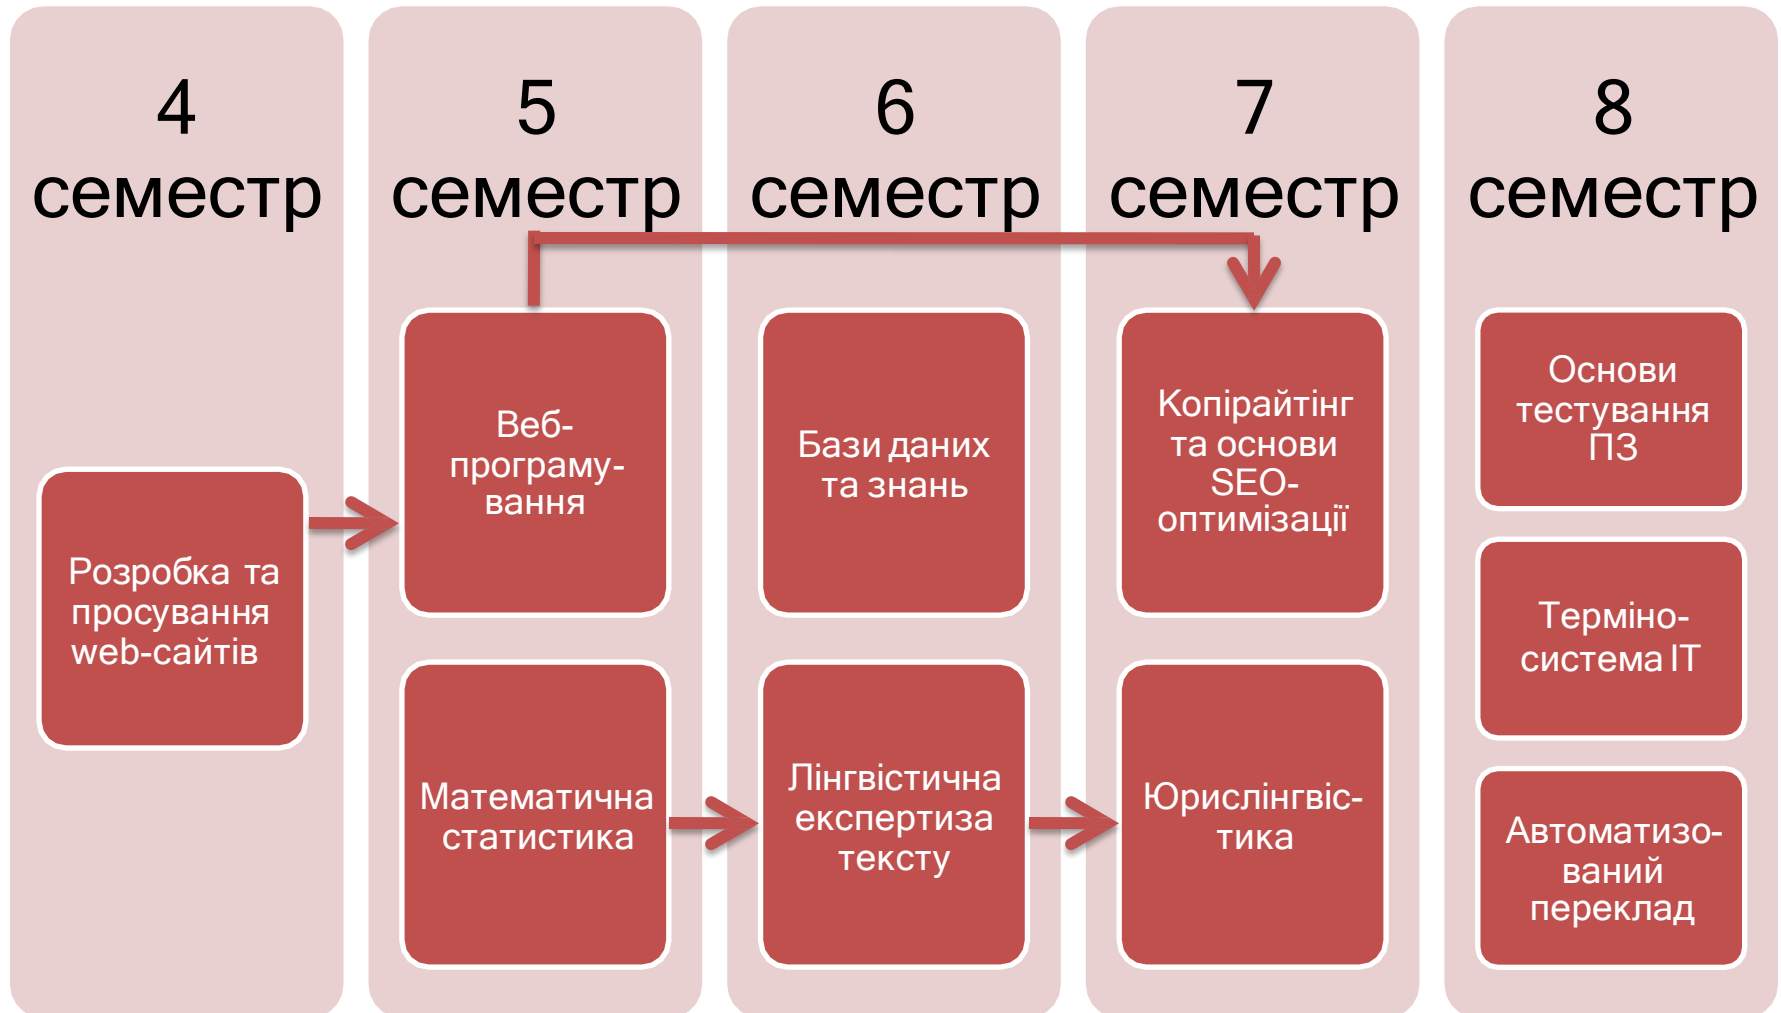 4
семестр
5
семестр
6
семестр
7
семестр
8
семестр
Розробка та
просування
web-сайтів
Веб-
програму-
вання
Математична
статистика
Бази даних
та знань
Лінгвістична
експертиза
тексту
Копірайтінг
та основи
SEO-
оптимізації
Юрислінгвіс-
тика
Основи
тестування
ПЗ
Терміно-
система ІТ
Автоматизо-
ваний
переклад